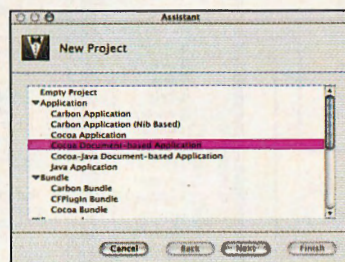 Assistant
New Project
Empty Project
Application
Carbon Application
Carbon Application (Nib Based)
Cocoa Application
Cocoa Document-based Application
Cocoa-Java Document-based Application
Java Application
Bundle
Carbon Bundle
CFPlugIn Bundle
Cocoa Bundle
Cancel
Back
Next
Finish